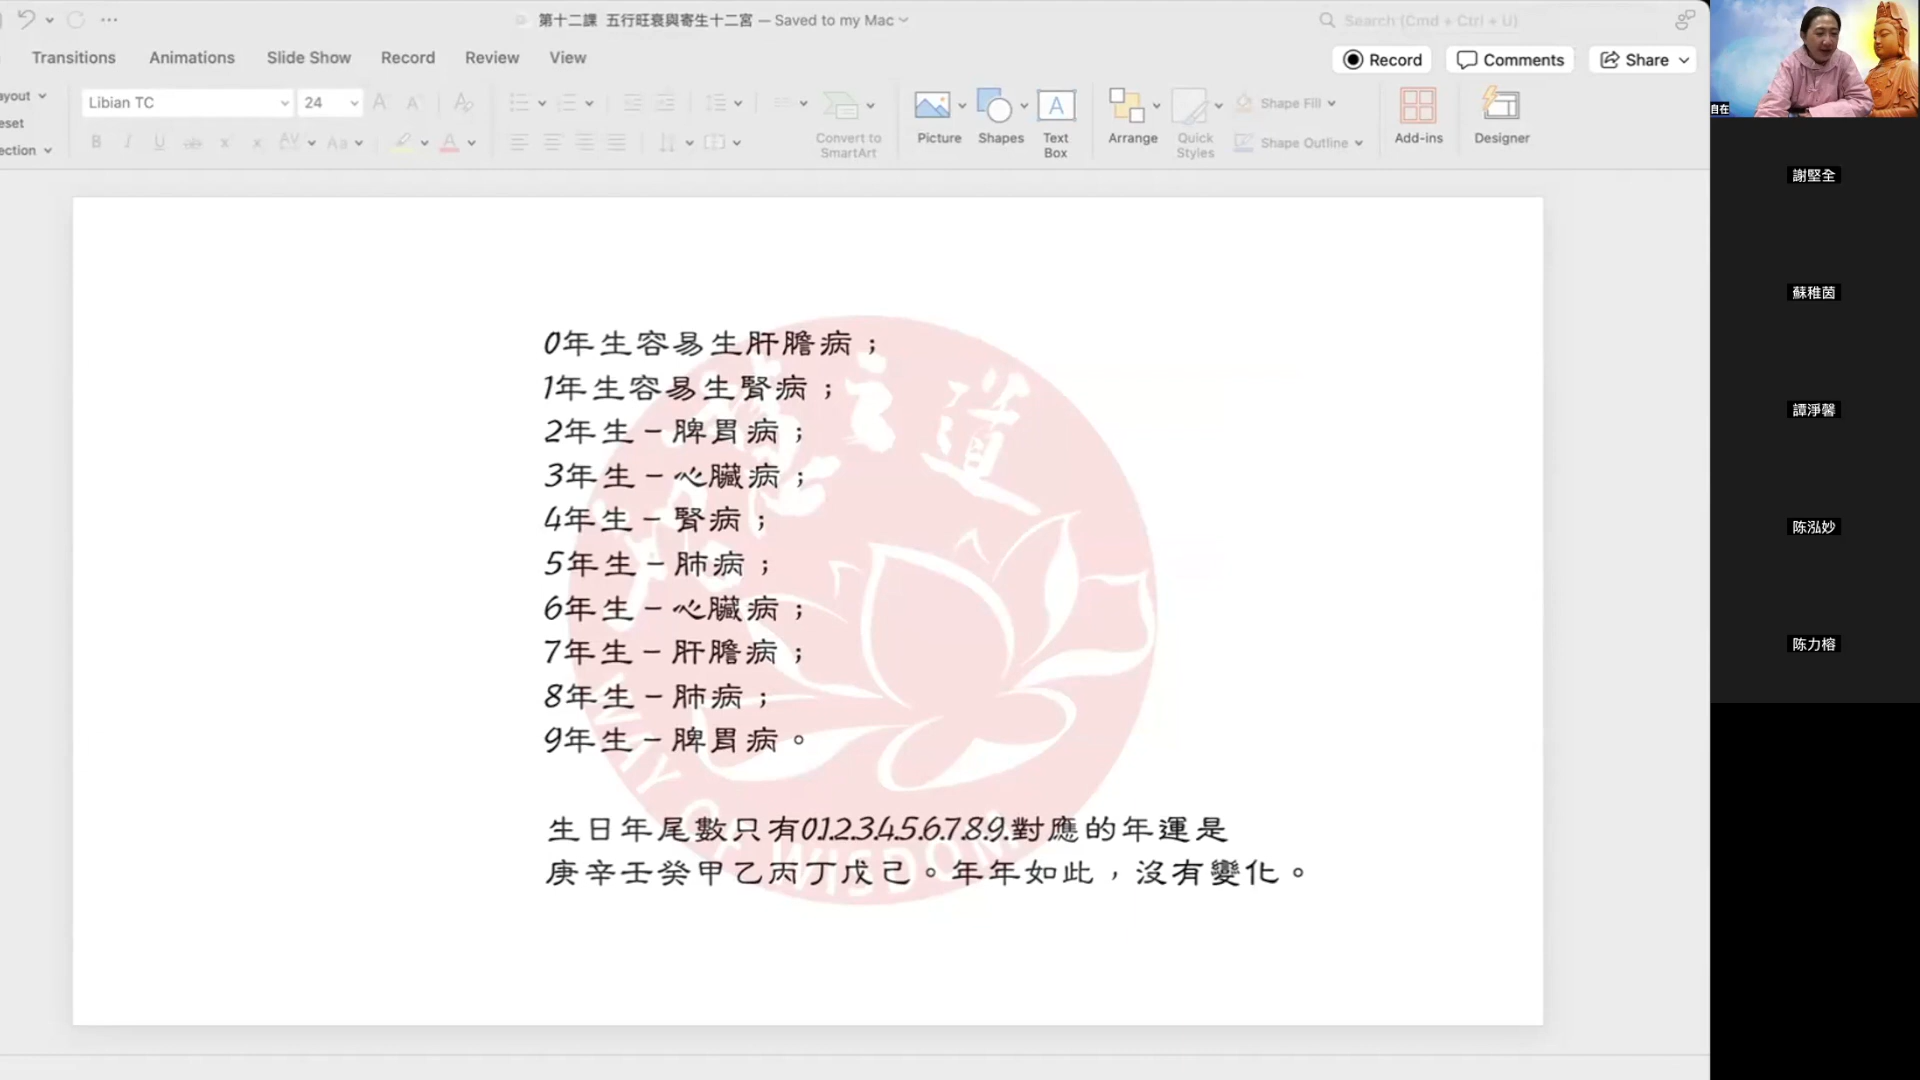 第十二課 五行旺衰與寄生十二宮 — Saved to my Mac
Search (Cmd + Ctrl + U)
Transitions
Animations
Slide Show
Record
Review
View
Record
Comments
Share
Libian TC
24
Convert to
SmartArt
Picture
Shapes
Text
Box
Arrange
Quick
Styles
Shape Fill
Shape Outline
Add-ins
Designer
自在
謝堅全
蘇稚茵
譚淨馨
陈泓妙
陈力榕
0年生容易生肝膽病；
1年生容易生腎病；
2年生－脾胃病；
3年生－心臟病；
4年生－腎病；
5年生－肺病；
6年生－心臟病；
7年生－肝膽病；
8年生－肺病；
9年生－脾胃病。
生日年尾數只有0.1.2.3.4.5.6.7.8.9.對應的年運是
庚辛壬癸甲乙丙丁戊己。年年如此，沒有變化。
之道
WAY OF WISDOM